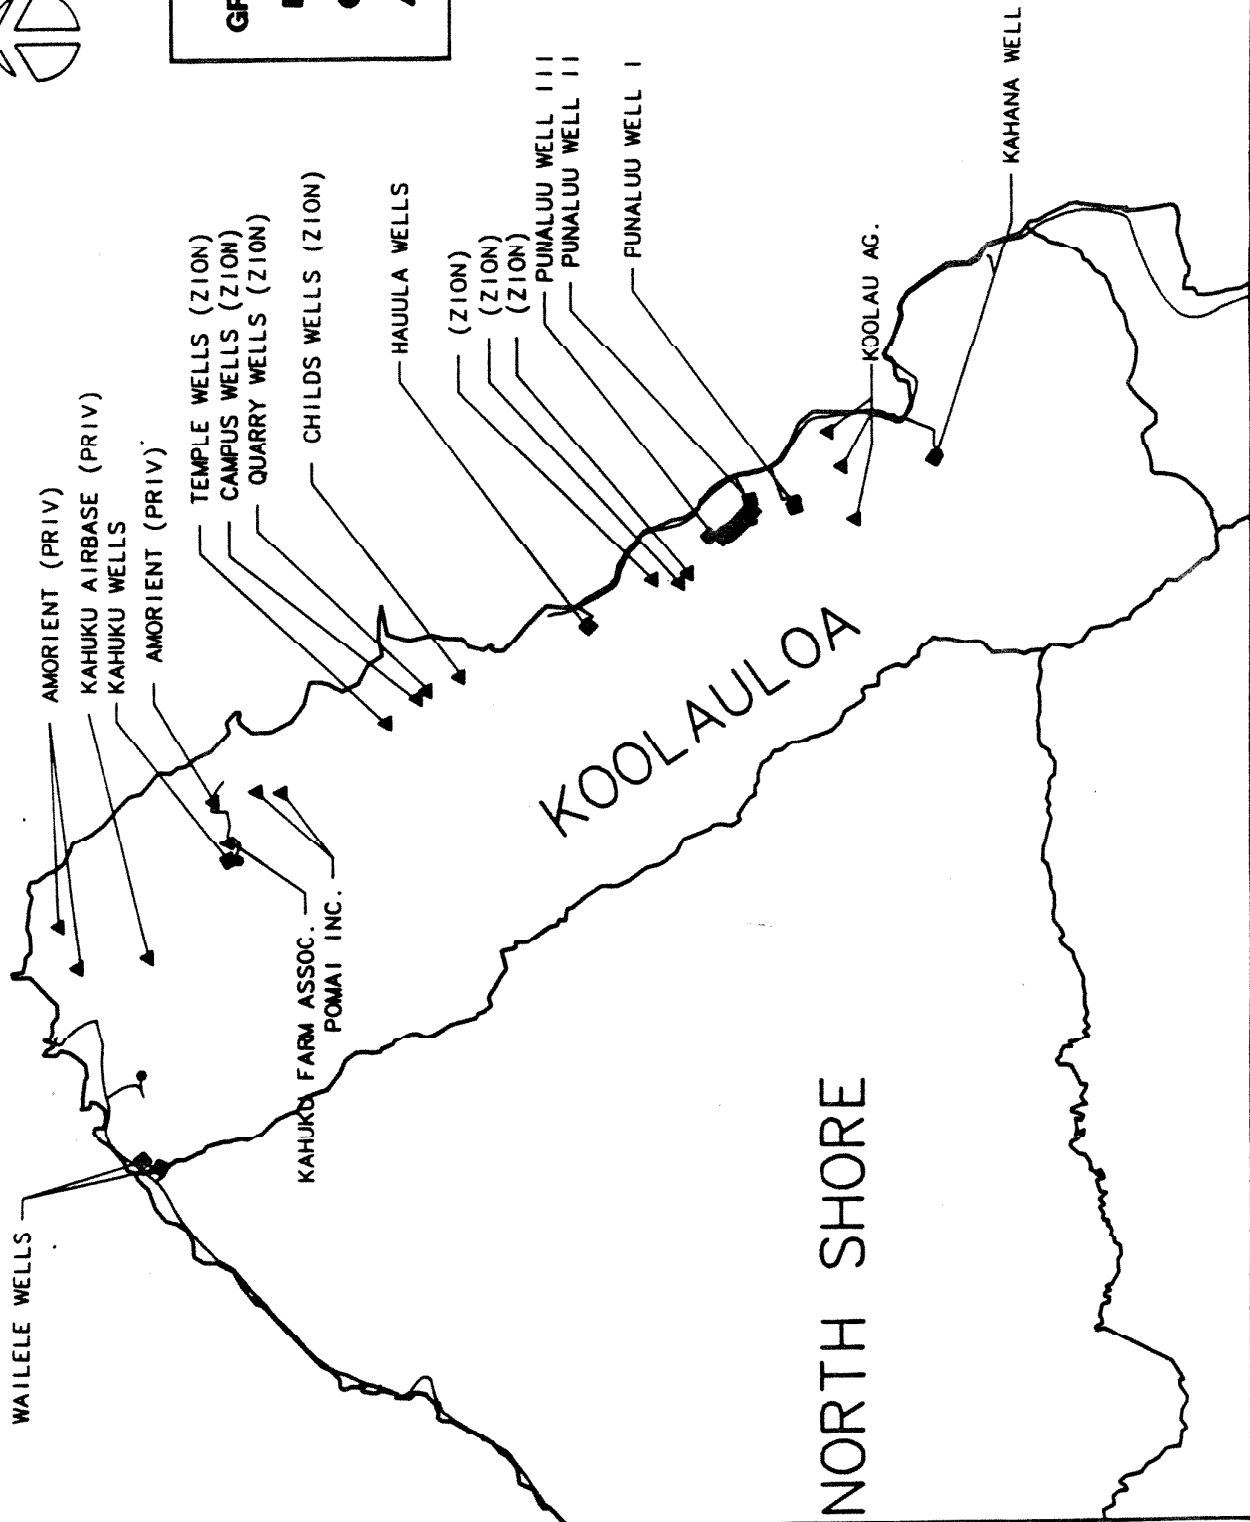 WAILELE WELLS
AMORIENT (PRIV)
KAHUKU AIRBASE (PRIV)
KAHUKU WELLS
AMORIENT (PRIV)
TEMPLE WELLS (ZION)
CAMPUS WELLS (ZION)
QUARRY WELLS (ZION)
CHILDS WELLS (ZION)
HAUULA WELLS
(ZION)
(ZION)
(ZION)
PUNALUU WELL III
PUNALUU WELL II
PUNALUU WELL I
KOOLAU AG.
KAHANA WELL
KAHUKU FARM ASSOC.
POMAI INC.
KOOLAULOA
NORTH SHORE